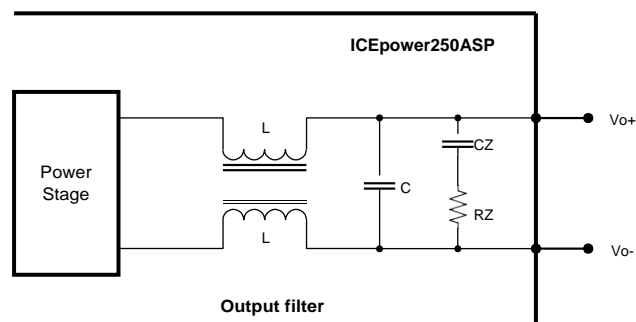 ICEpower250ASP
L
Vo+
CZ
Power
Stage
C
RZ
L
Vo-
Output filter